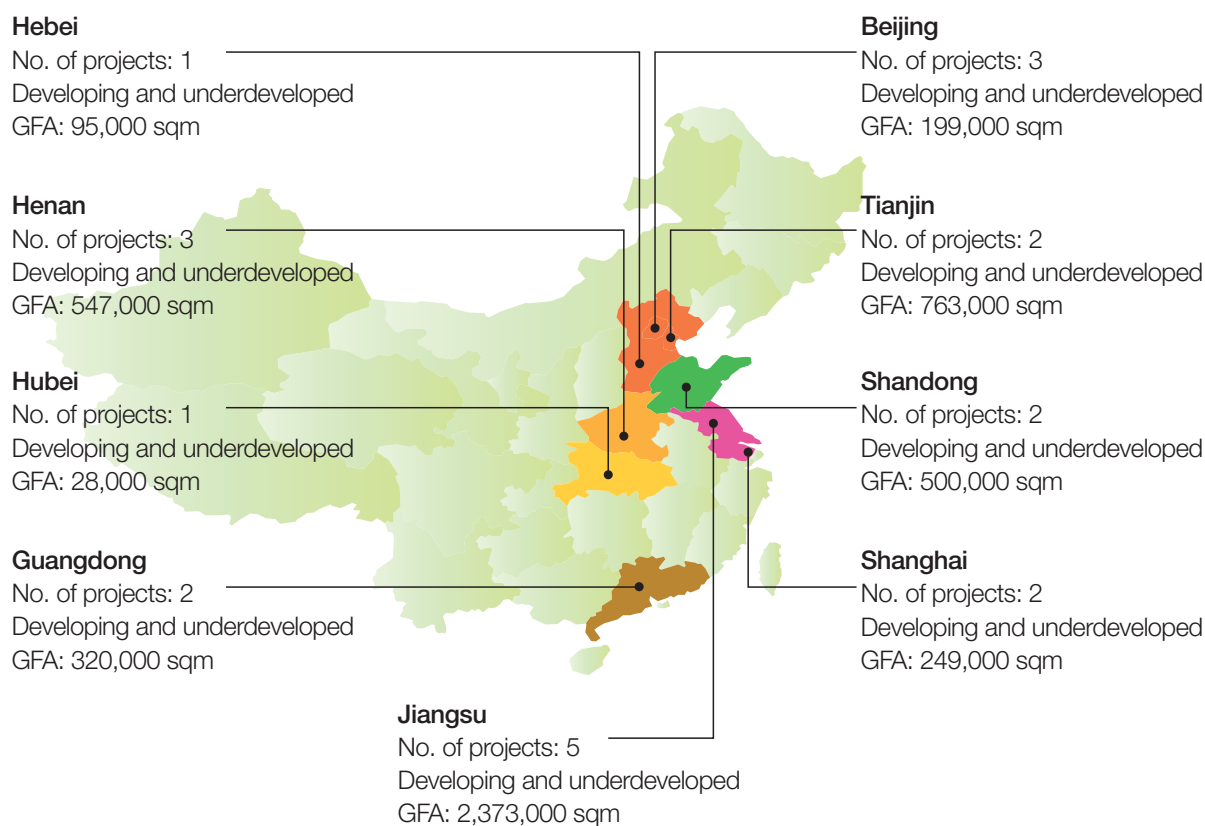 Hebei
No. of projects: 1
Developing and underdeveloped
GFA: 95,000 sqm
Henan
No. of projects: 3
Developing and underdeveloped
GFA: 547,000 sqm
Hubei
No. of projects: 1
Developing and underdeveloped
GFA: 28,000 sqm
Guangdong
No. of projects: 2
Developing and underdeveloped
GFA: 320,000 sqm
Jiangsu
No. of projects: 5
Developing and underdeveloped
GFA: 2,373,000 sqm
Beijing
No. of projects: 3
Developing and underdeveloped
GFA: 199,000 sqm
Tianjin
No. of projects: 2
Developing and underdeveloped
GFA: 763,000 sqm
Shandong
No. of projects: 2
Developing and underdeveloped
GFA: 500,000 sqm
Shanghai
No. of projects: 2
Developing and underdeveloped
GFA: 249,000 sqm